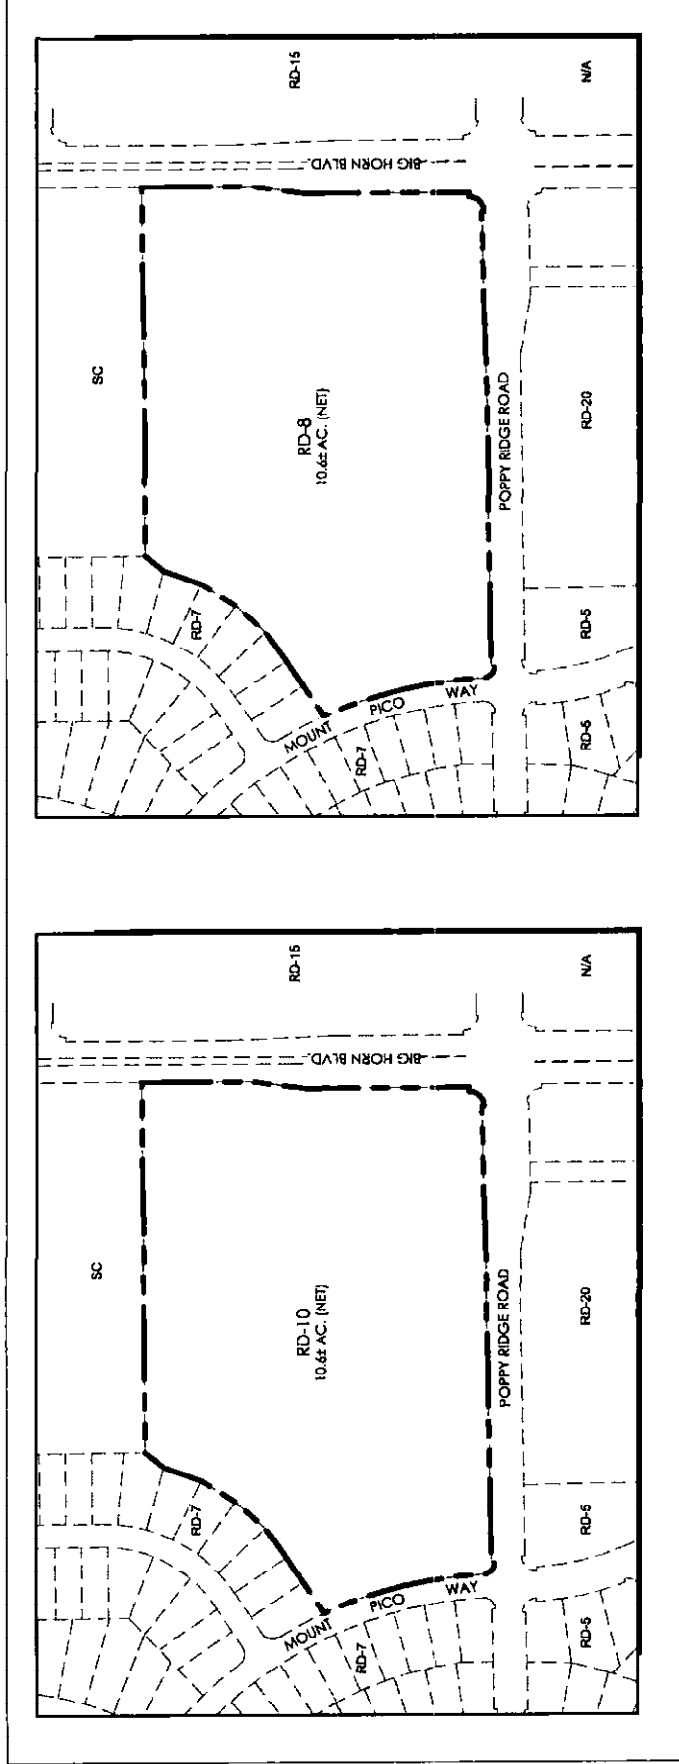 RD-15
N/A
BIG HORN BLVD.
SC
RD-8
10.6± AC. (NET)
POPPY RIDGE ROAD
RD-20
RD-7
RD-5
MOUNT PICO WAY
RD-7
RD-5
RD-15
N/A
BIG HORN BLVD.
SC
RD-10
10.6± AC. (NET)
POPPY RIDGE ROAD
RD-20
RD-7
RD-5
MOUNT PICO WAY
RD-7
RD-5